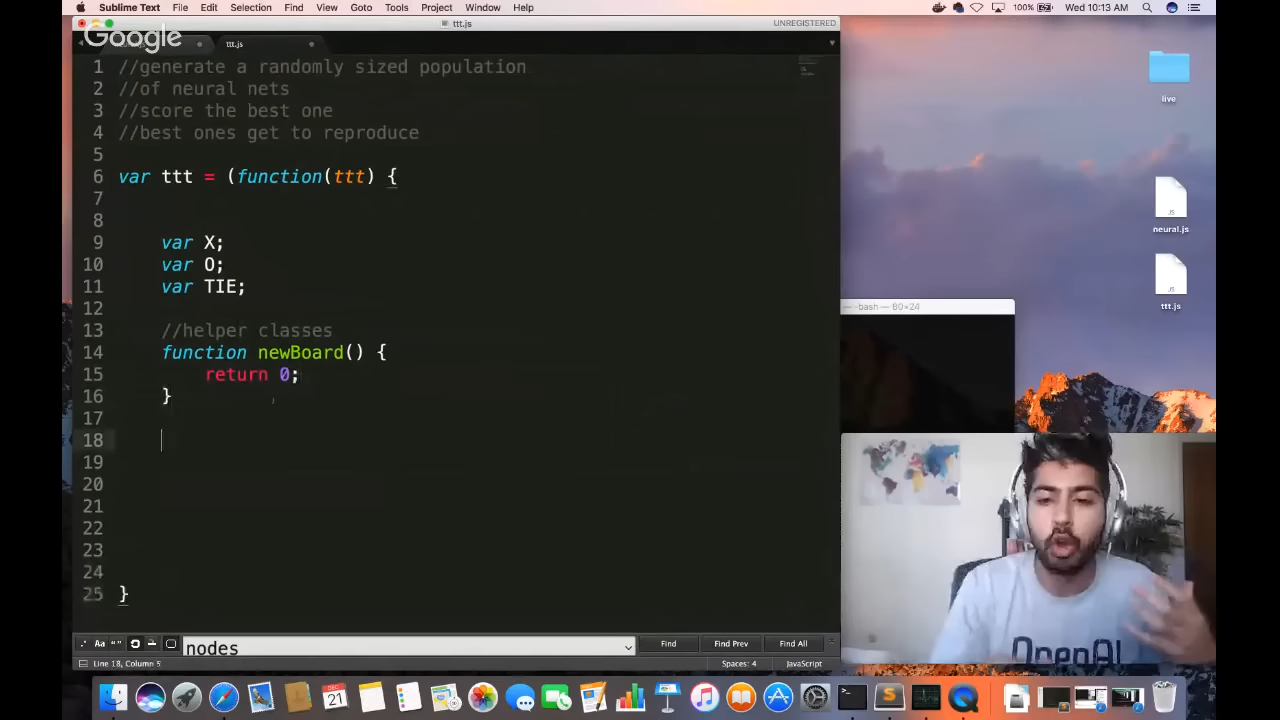 Sublime Text File Edit Selection Find View Goto Tools Project Window Help 100% Wed 10:13 AM
ttt.js UNREGISTERED
Google
ttt.js
1 //generate a randomly sized population
2 //of neural nets
3 //score the best one
4 //best ones get to reproduce
5
6 var ttt = (function(ttt) {
7
8
9 var X;
10 var O;
11 var TIE;
12
13 //helper classes
14 function newBoard() {
15 return 0;
16 }
17
18
19
20
21
22
23
24
25 }
live
neural.js
ttt.js
— -bash — 80×24
OpenAI
Aa “”
nodes
Find Find Prev Find All
Line 18, Column 5 Spaces: 4 JavaScript